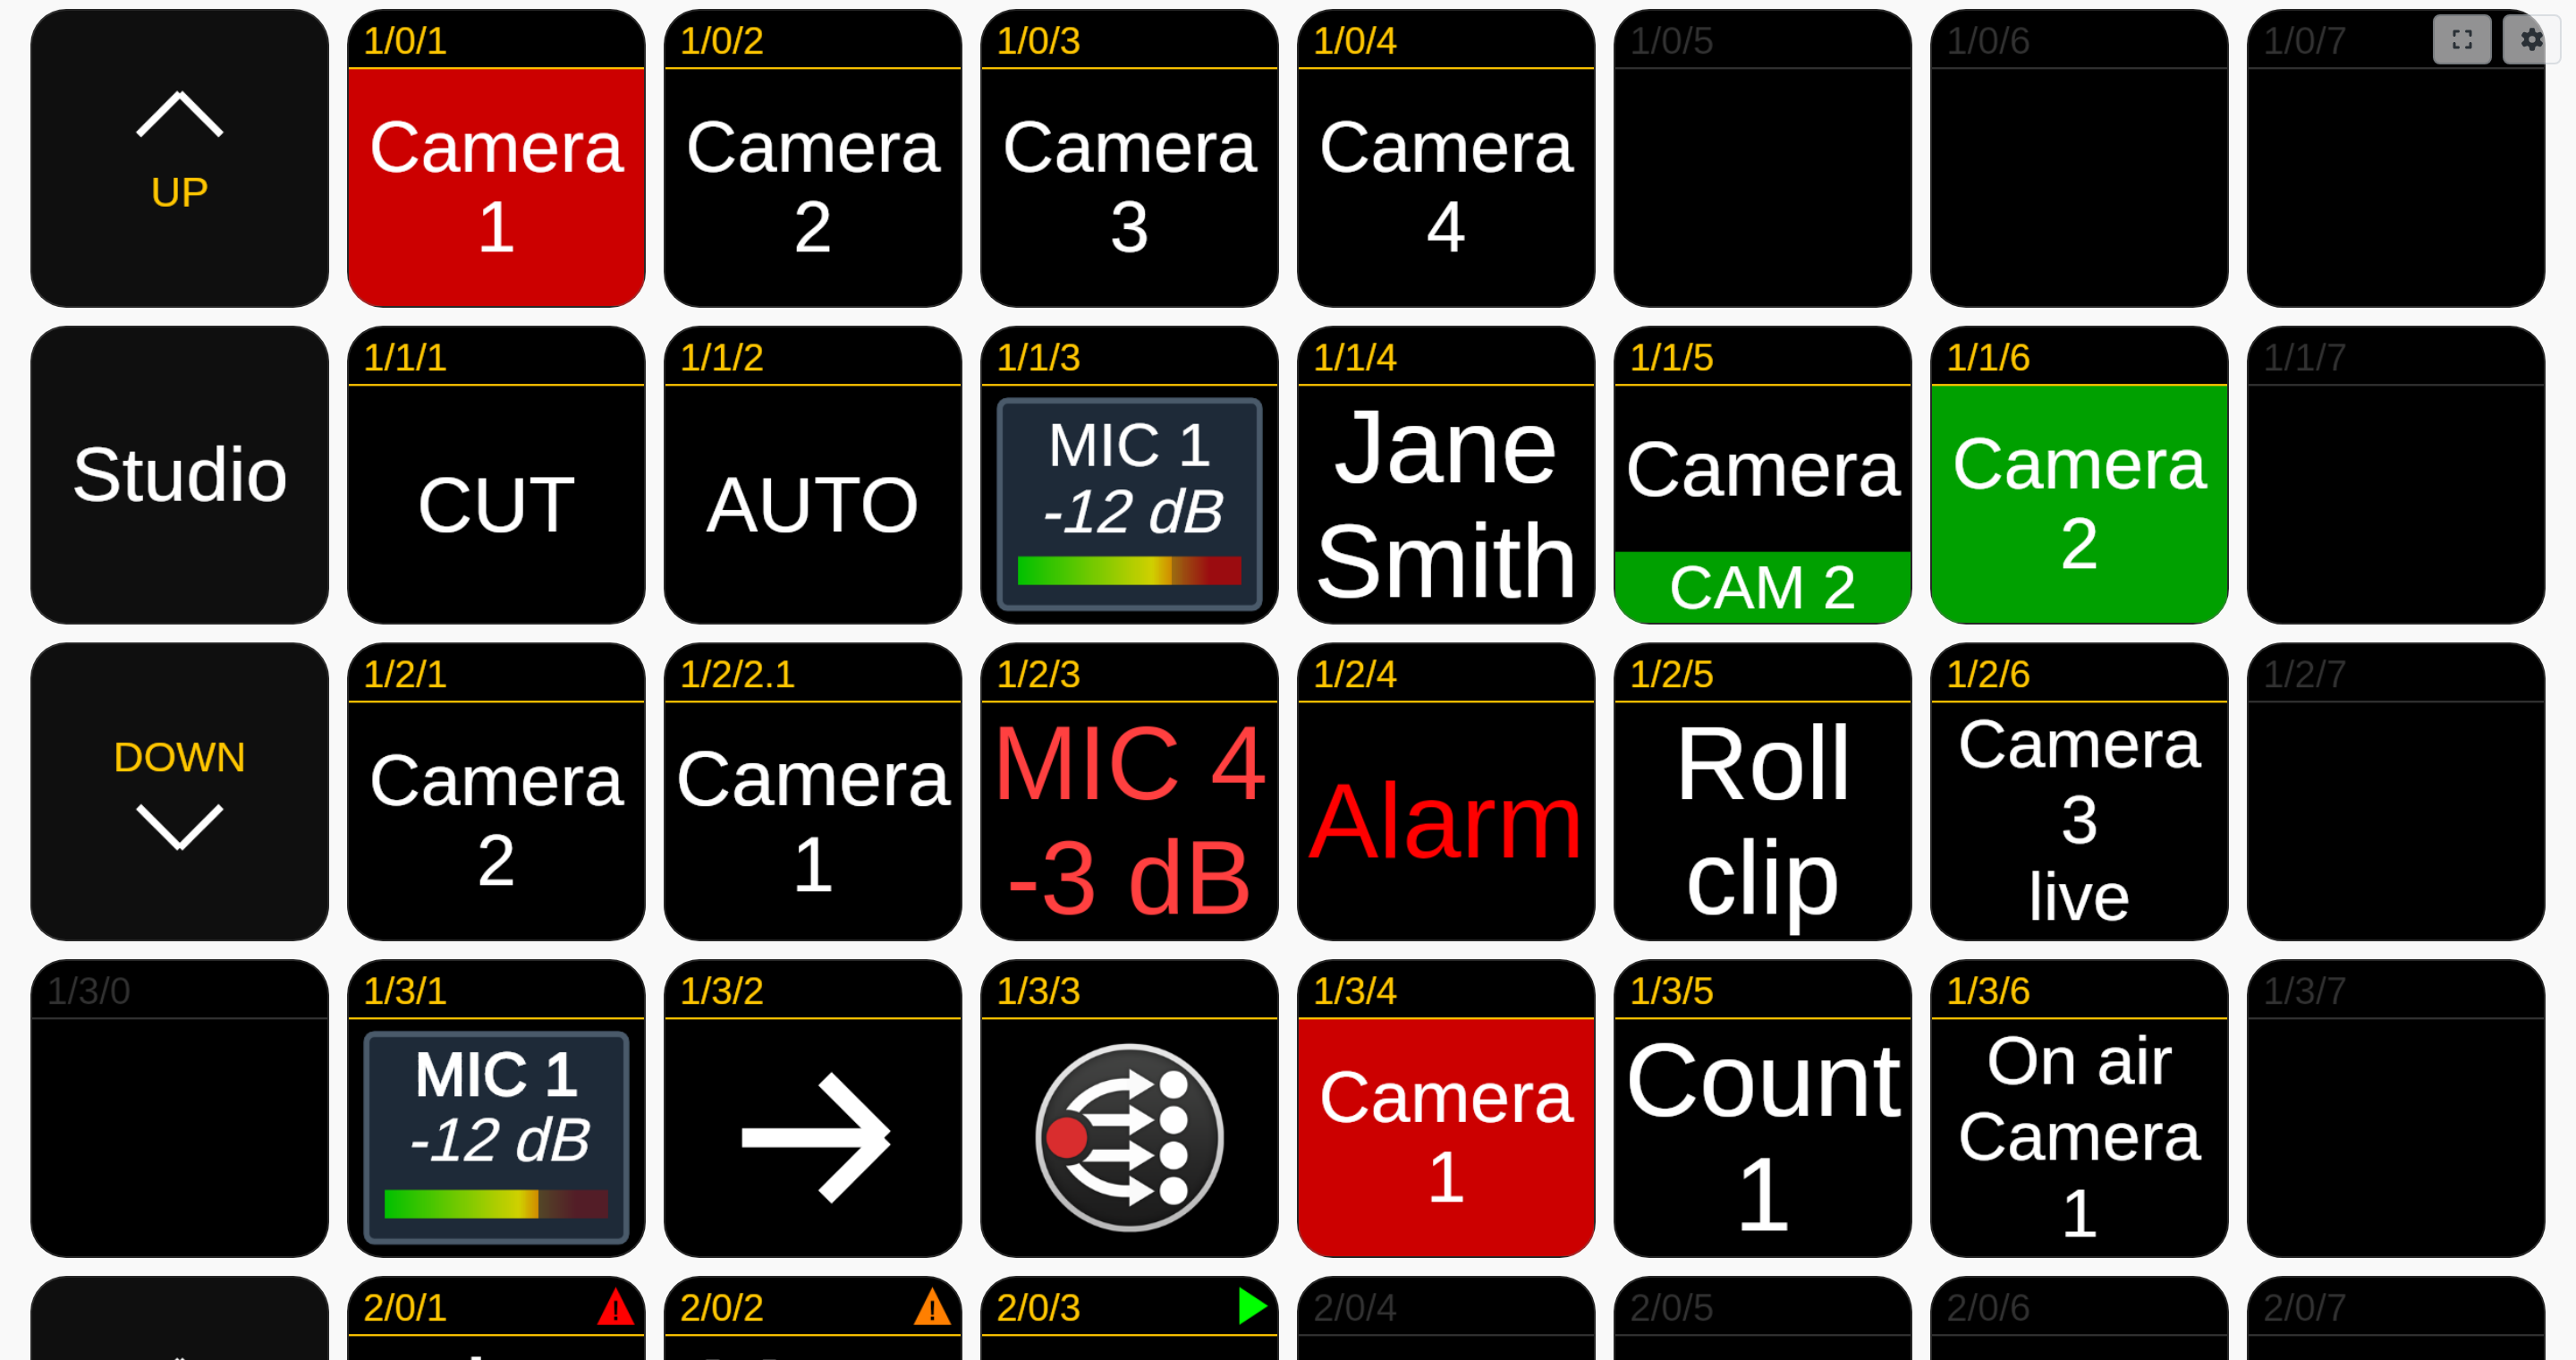 UP
1/0/1
Camera
1
1/0/2
Camera
2
1/0/3
Camera
3
1/0/4
Camera
4
1/0/5
1/0/6
1/0/7
Studio
1/1/1
CUT
1/1/2
AUTO
1/1/3
MIC 1
-12 dB
1/1/4
Jane
Smith
1/1/5
Camera
CAM 2
1/1/6
Camera
2
1/1/7
DOWN
1/2/1
Camera
2
1/2/2.1
Camera
1
1/2/3
MIC 4
-3 dB
1/2/4
Alarm
1/2/5
Roll
clip
1/2/6
Camera
3
live
1/2/7
1/3/0
1/3/1
MIC 1
-12 dB
1/3/2
1/3/3
1/3/4
Camera
1
1/3/5
Count
1
1/3/6
On air
Camera
1
1/3/7
2/0/1
2/0/2
2/0/3
2/0/4
2/0/5
2/0/6
2/0/7